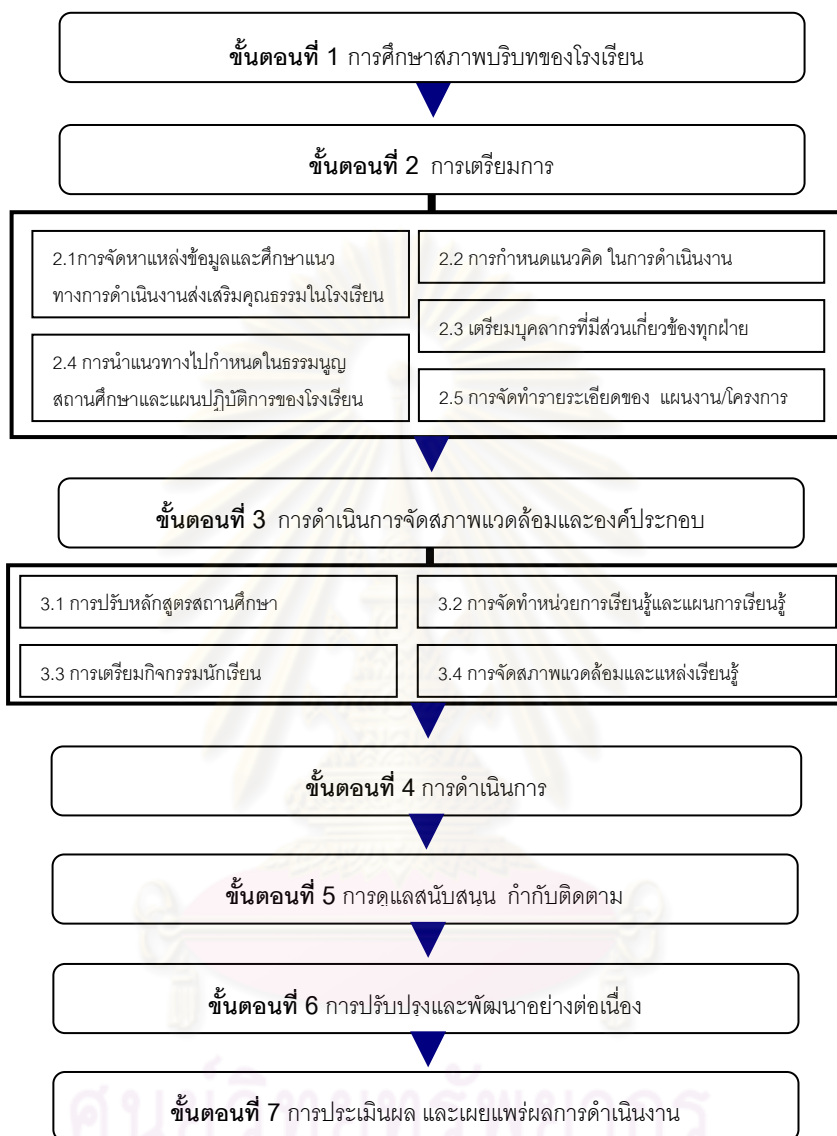 ขั้นตอนที่ 1 การศึกษาสภาพบริบทของโรงเรียน
ขั้นตอนที่ 2 การเตรียมการ
2.1การจัดหาแหล่งข้อมูลและศึกษาแนว
ทางการดำเนินงานส่งเสริมคุณธรรมในโรงเรียน
2.2 การกำหนดแนวคิด ในการดำเนินงาน
2.3 เตรียมบุคลากรที่มีส่วนเกี่ยวข้องทุกฝ่าย
2.4 การนำแนวทางไปกำหนดในธรรมนูญ
สถานศึกษาและแผนปฏิบัติการของโรงเรียน
2.5 การจัดทำรายระเอียดของ แผนงาน/โครงการ
ขั้นตอนที่ 3 การดำเนินการจัดสภาพแวดล้อมและองค์ประกอบ
3.1 การปรับหลักสูตรสถานศึกษา
3.2 การจัดทำหน่วยการเรียนรู้และแผนการเรียนรู้
3.3 การเตรียมกิจกรรมนักเรียน
3.4 การจัดสภาพแวดล้อมและแหล่งเรียนรู้
ขั้นตอนที่ 4 การดำเนินการ
ขั้นตอนที่ 5 การดูแลสนับสนุน กำกับติดตาม
ขั้นตอนที่ 6 การปรับปรุงและพัฒนาอย่างต่อเนื่อง
ขั้นตอนที่ 7 การประเมินผล และเผยแพร่ผลการดำเนินงาน
ศูนย์วิทยทรัพยากร